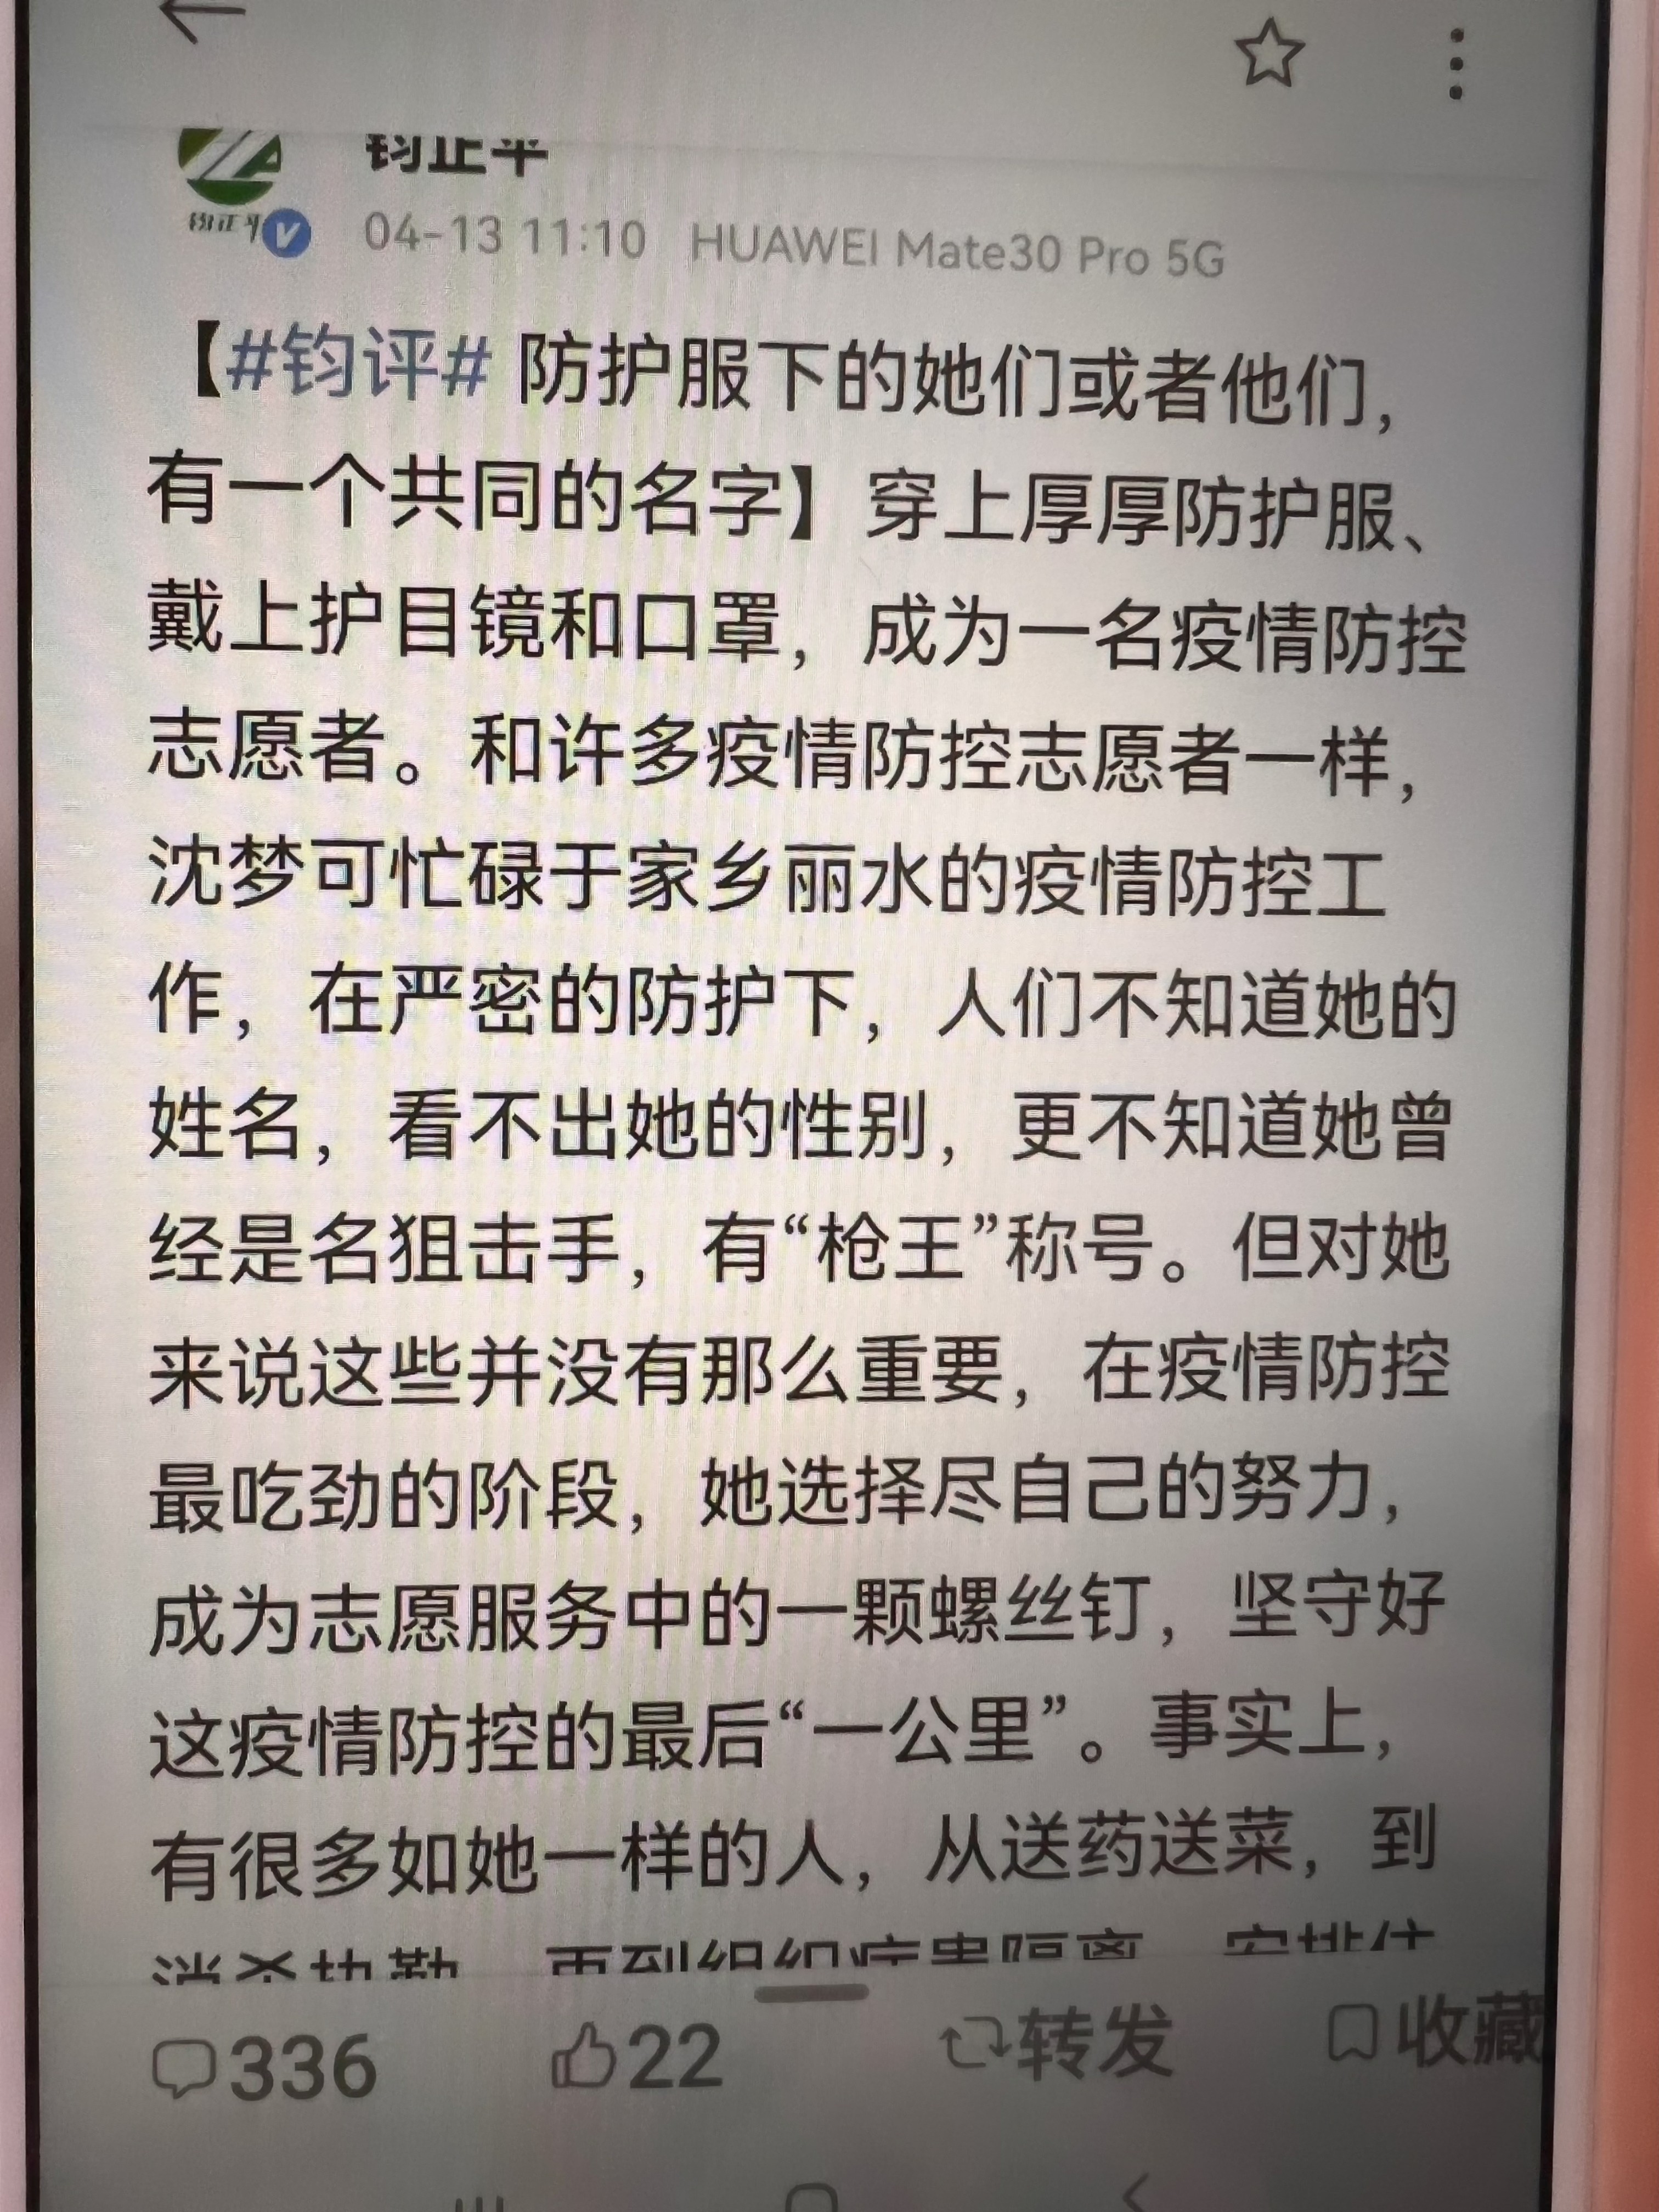 钧正平
钧正平
04-13 11:10 HUAWEI Mate30 Pro 5G
【#钧评# 防护服下的她们或者他们，
有一个共同的名字】穿上厚厚防护服、
戴上护目镜和口罩，成为一名疫情防控
志愿者。和许多疫情防控志愿者一样，
沈梦可忙碌于家乡丽水的疫情防控工
作，在严密的防护下，人们不知道她的
姓名，看不出她的性别，更不知道她曾
经是名狙击手，有“枪王”称号。但对她
来说这些并没有那么重要，在疫情防控
最吃劲的阶段，她选择尽自己的努力，
成为志愿服务中的一颗螺丝钉，坚守好
这疫情防控的最后“一公里”。事实上，
有很多如她一样的人，从送药送菜，到
336 22 转发 收藏